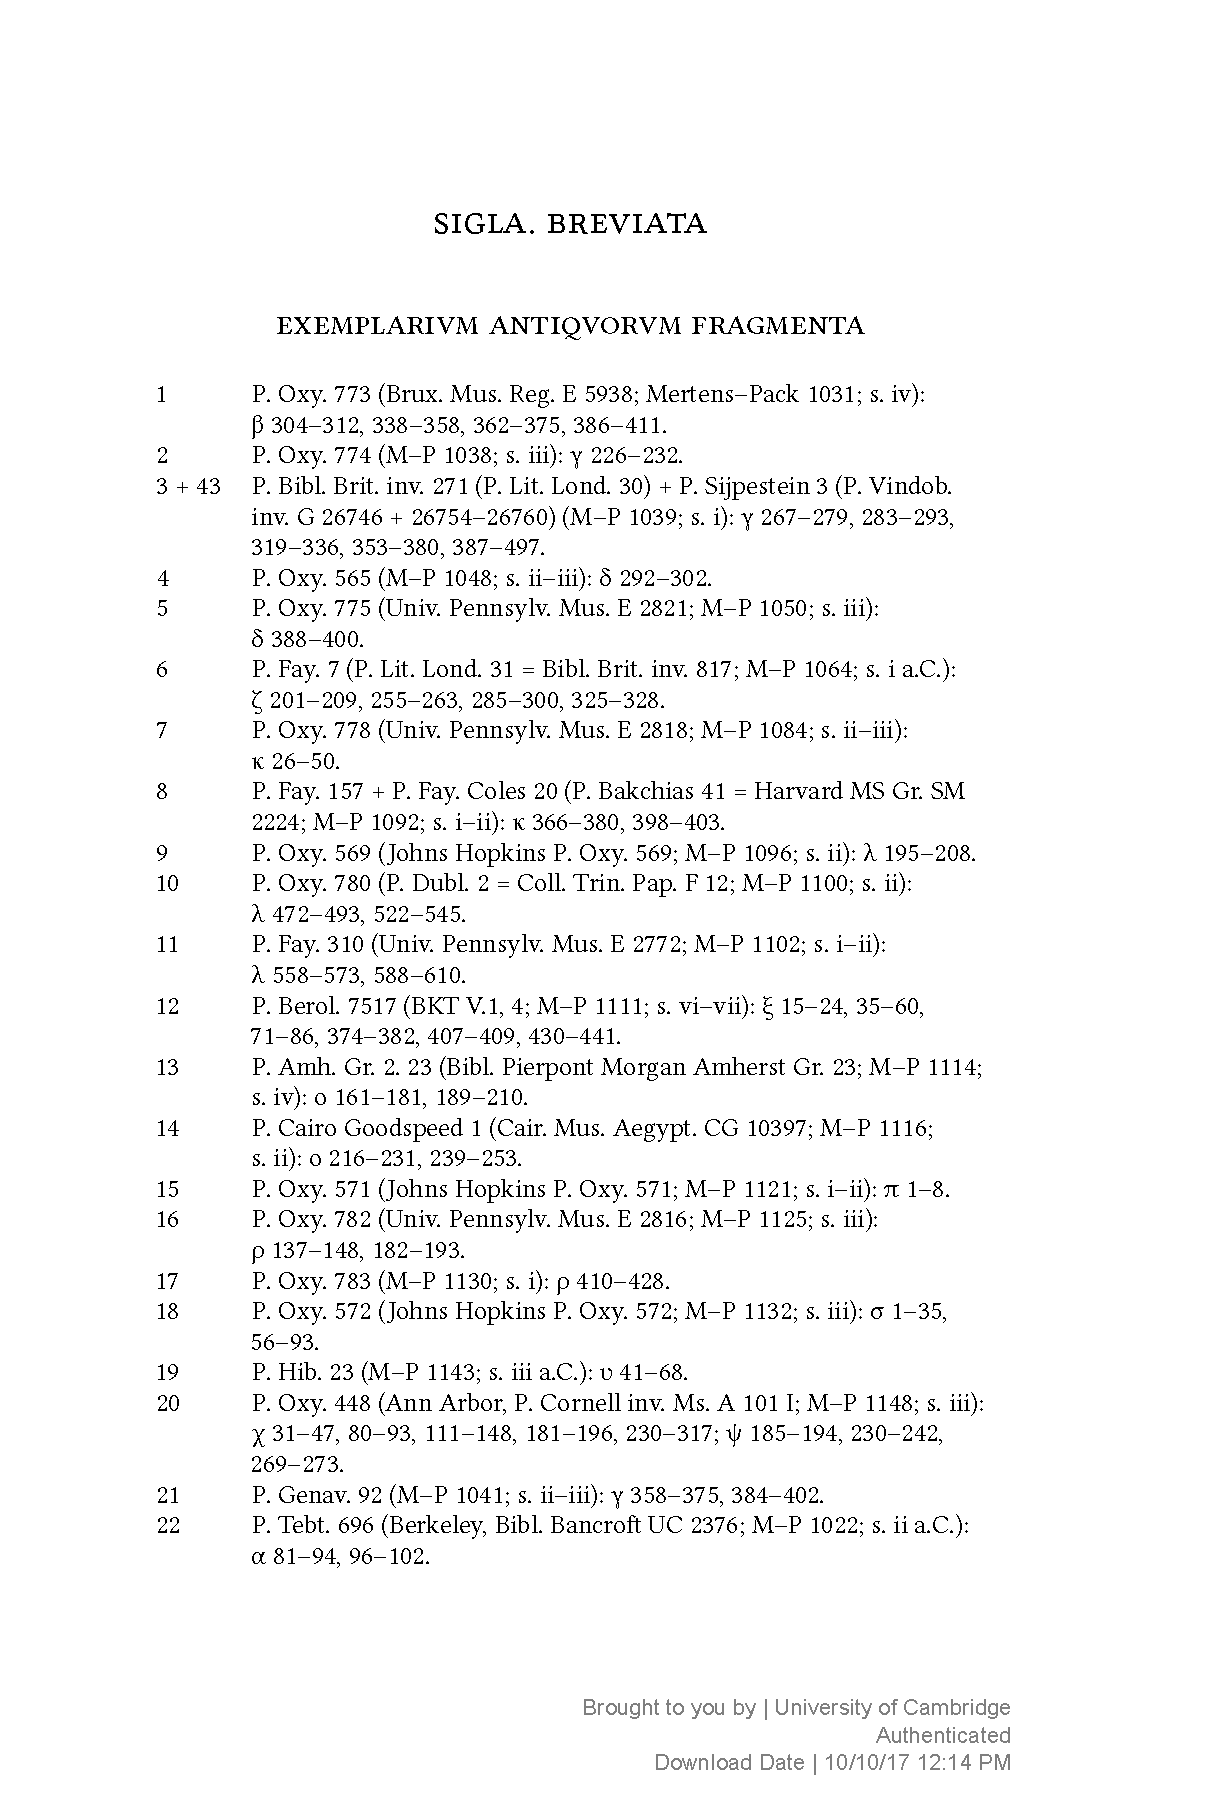 SIGLA. BREVIATA
EXEMPLARIVM ANTIQVORVM FRAGMENTA
1 P. Oxy. 773 (Brux. Mus. Reg. E 5938; Mertens–Pack 1031; s. iv):
β 304–312, 338–358, 362–375, 386–411.
2 P. Oxy. 774 (M–P 1038; s. iii): γ 226–232.
3 + 43 P. Bibl. Brit. inv. 271 (P. Lit. Lond. 30) + P. Sijpestein 3 (P. Vindob.
inv. G 26746 + 26754–26760) (M–P 1039; s. i): γ 267–279, 283–293,
319–336, 353–380, 387–497.
4 P. Oxy. 565 (M–P 1048; s. ii–iii): δ 292–302.
5 P. Oxy. 775 (Univ. Pennsylv. Mus. E 2821; M–P 1050; s. iii):
δ 388–400.
6 P. Fay. 7 (P. Lit. Lond. 31 = Bibl. Brit. inv. 817; M–P 1064; s. i a.C.):
ζ 201–209, 255–263, 285–300, 325–328.
7 P. Oxy. 778 (Univ. Pennsylv. Mus. E 2818; M–P 1084; s. ii–iii):
κ 26–50.
8 P. Fay. 157 + P. Fay. Coles 20 (P. Bakchias 41 = Harvard MS Gr. SM
2224; M–P 1092; s. i–ii): κ 366–380, 398–403.
9 P. Oxy. 569 (Johns Hopkins P. Oxy. 569; M–P 1096; s. ii): λ 195–208.
10 P. Oxy. 780 (P. Dubl. 2 = Coll. Trin. Pap. F 12; M–P 1100; s. ii):
λ 472–493, 522–545.
11 P. Fay. 310 (Univ. Pennsylv. Mus. E 2772; M–P 1102; s. i–ii):
λ 558–573, 588–610.
12 P. Berol. 7517 (BKT V.1, 4; M–P 1111; s. vi–vii): ξ 15–24, 35–60,
71–86, 374–382, 407–409, 430–441.
13 P. Amh. Gr. 2. 23 (Bibl. Pierpont Morgan Amherst Gr. 23; M–P 1114;
s. iv): ο 161–181, 189–210.
14 P. Cairo Goodspeed 1 (Cair. Mus. Aegypt. CG 10397; M–P 1116;
s. ii): ο 216–231, 239–253.
15 P. Oxy. 571 (Johns Hopkins P. Oxy. 571; M–P 1121; s. i–ii): π 1–8.
16 P. Oxy. 782 (Univ. Pennsylv. Mus. E 2816; M–P 1125; s. iii):
ρ 137–148, 182–193.
17 P. Oxy. 783 (M–P 1130; s. i): ρ 410–428.
18 P. Oxy. 572 (Johns Hopkins P. Oxy. 572; M–P 1132; s. iii): σ 1–35,
56–93.
19 P. Hib. 23 (M–P 1143; s. iii a.C.): υ 41–68.
20 P. Oxy. 448 (Ann Arbor, P. Cornell inv. Ms. A 101 I; M–P 1148; s. iii):
χ 31–47, 80–93, 111–148, 181–196, 230–317; ψ 185–194, 230–242,
269–273.
21 P. Genav. 92 (M–P 1041; s. ii–iii): γ 358–375, 384–402.
22 P. Tebt. 696 (Berkeley, Bibl. Bancroft UC 2376; M–P 1022; s. ii a.C.):
α 81–94, 96–102.
Brought to you by | University of Cambridge
Authenticated
Download Date | 10/10/17 12:14 PM